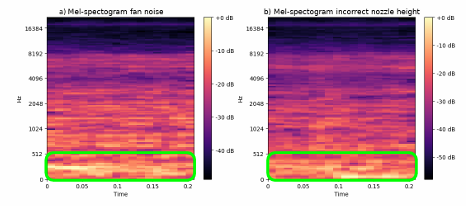 a) Mel-spectogram fan noise
b) Mel-spectogram incorrect nozzle height
16384
8192
4096
2048
1024
512
0
Hz
0
0.05
0.1
0.15
0.2
Time
+0 dB
-10 dB
-20 dB
-30 dB
-40 dB
16384
8192
4096
2048
1024
512
0
Hz
0
0.05
0.1
0.15
0.2
Time
+0 dB
-10 dB
-20 dB
-30 dB
-40 dB
-50 dB